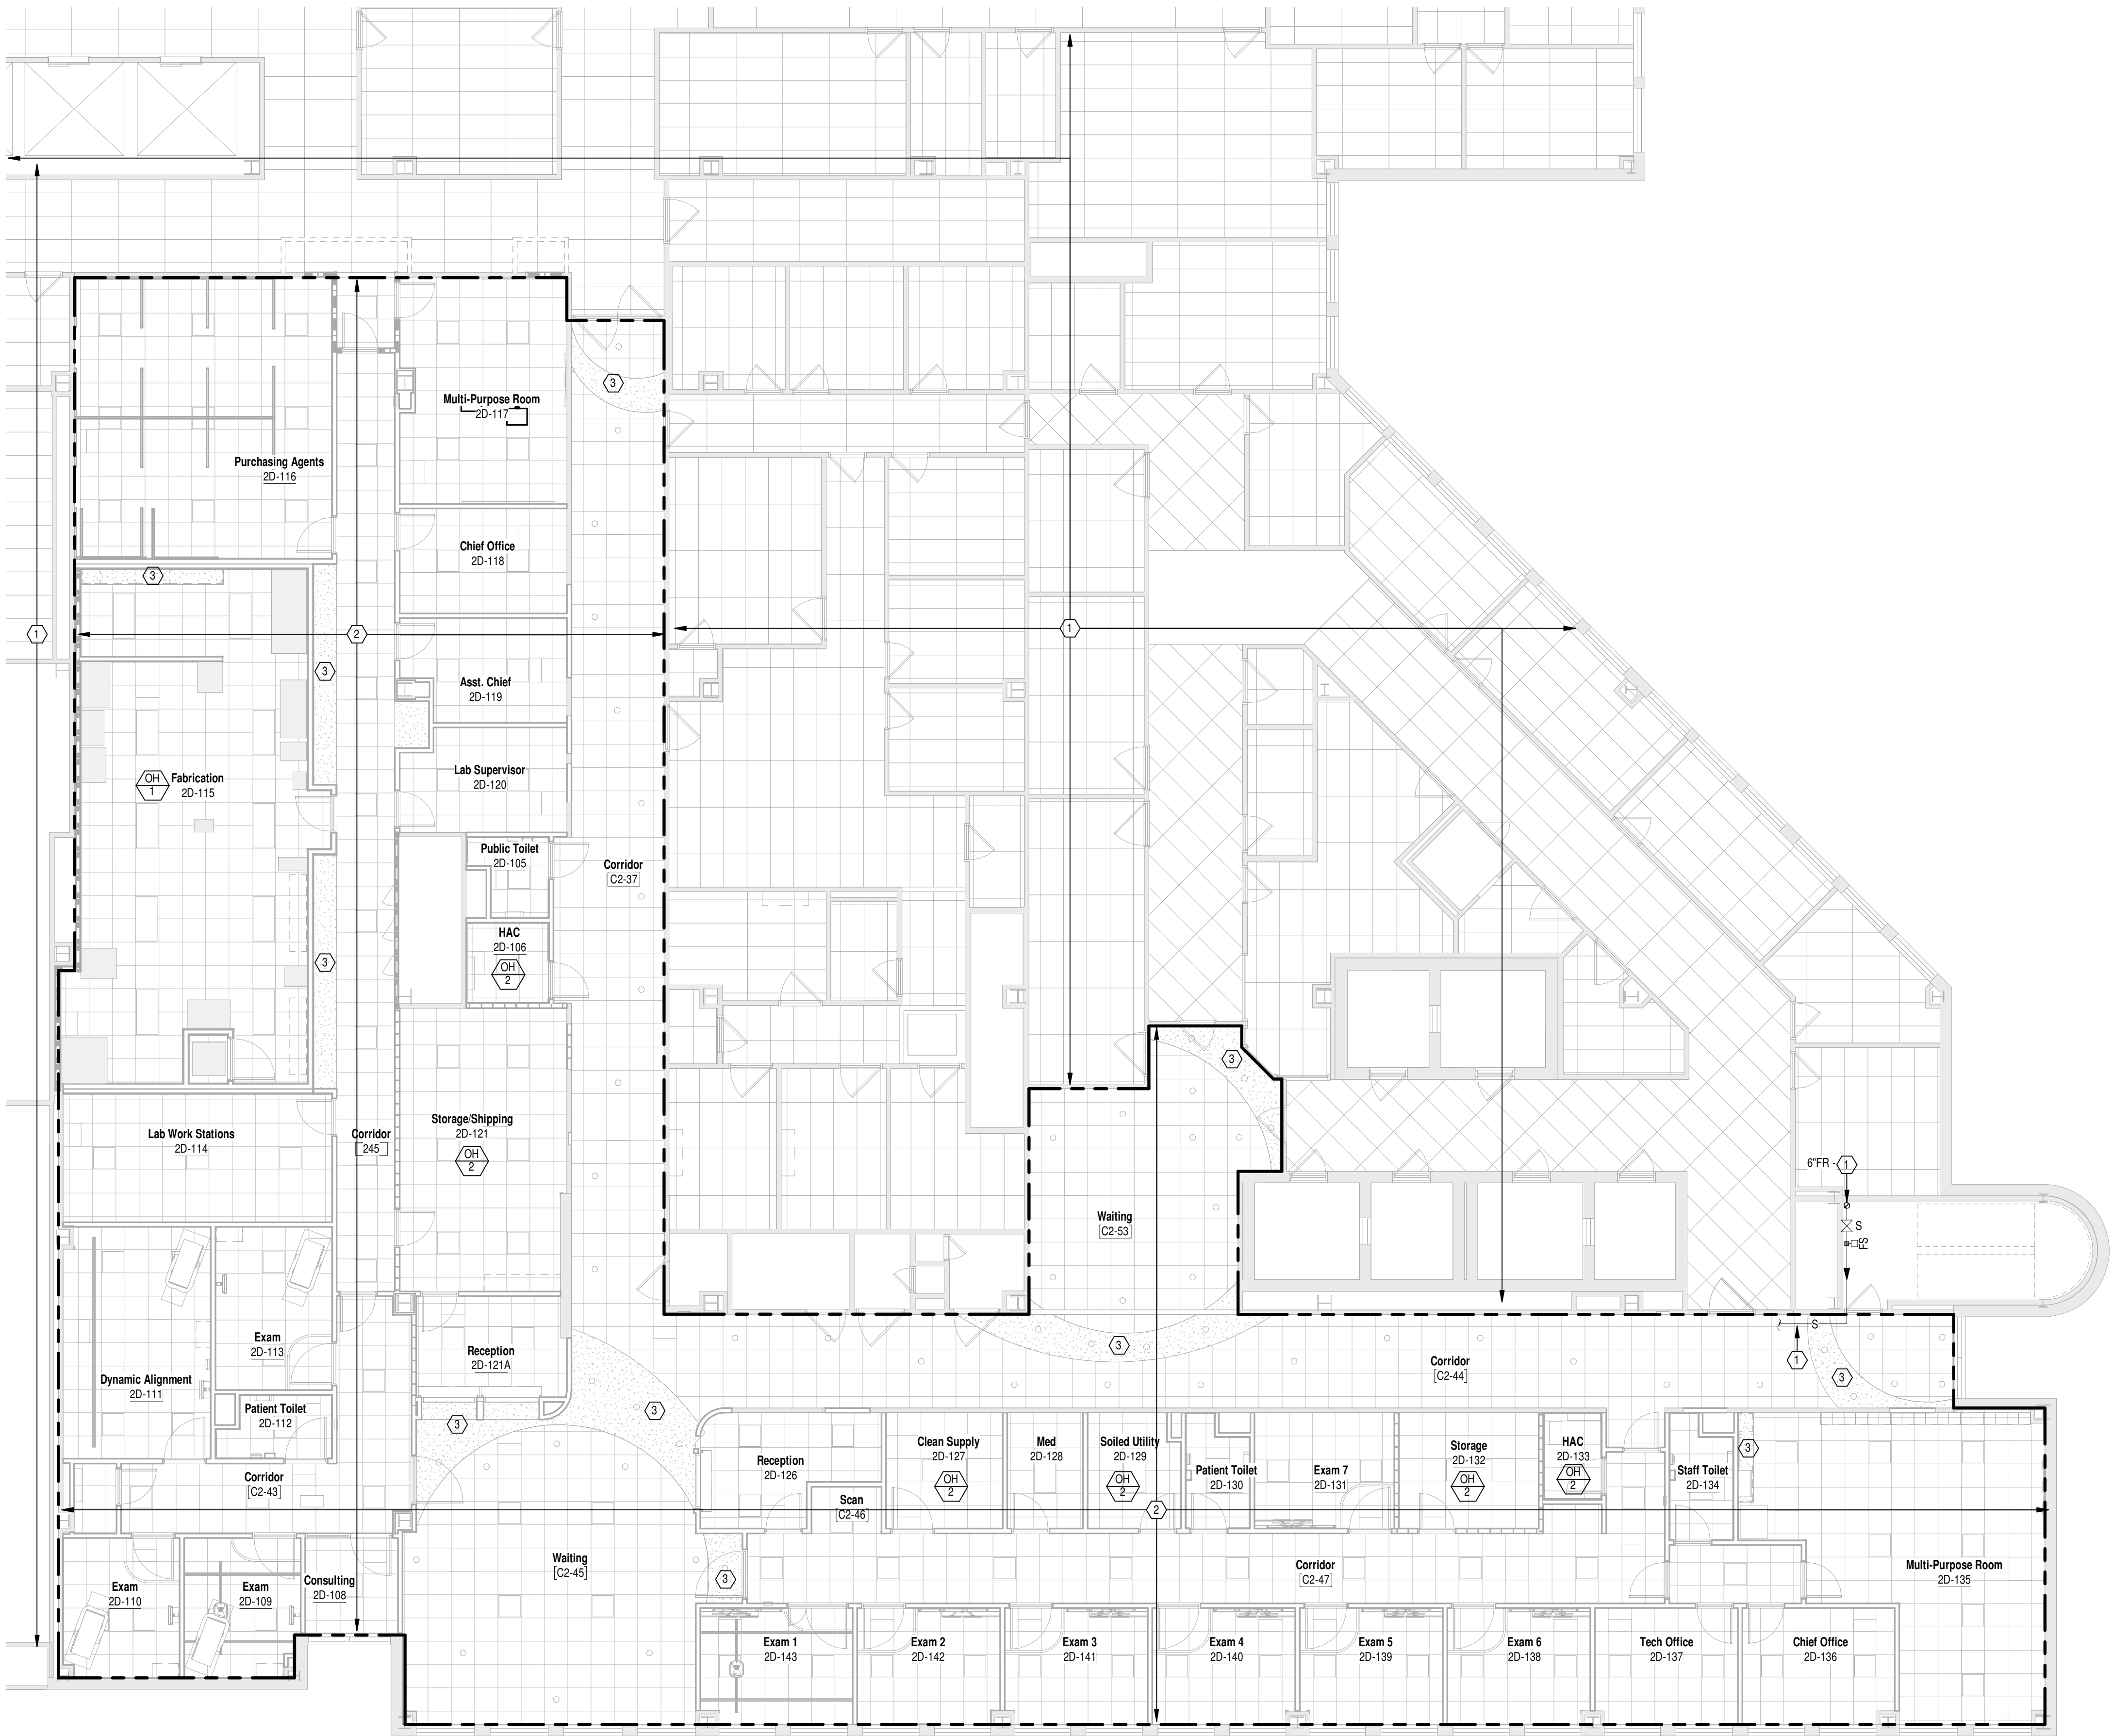 3
Multi-Purpose Room
2D-117
Purchasing Agents
2D-116
Chief Office
2D-118
3
1
2
1
3
Asst. Chief
2D-119
Lab Supervisor
2D-120
OH
1
Fabrication
2D-115
Public Toilet
2D-105
Corridor
[C2-37]
HAC
2D-106
OH
2
3
3
Storage/Shipping
2D-121
OH
2
Lab Work Stations
2D-114
Corridor
245
6"FR
1
Waiting
[C2-53]
S
FS
S
1
Exam
2D-113
Reception
2D-121A
3
Corridor
[C2-44]
Dynamic Alignment
2D-111
Patient Toilet
2D-112
3
3
3
Reception
2D-126
Clean Supply
2D-127
OH
2
Med
2D-128
Soiled Utility
2D-129
OH
2
Patient Toilet
2D-130
Exam 7
2D-131
Storage
2D-132
OH
2
HAC
2D-133
OH
2
Staff Toilet
2D-134
3
Corridor
[C2-43]
Scan
[C2-46]
2
Waiting
[C2-45]
3
Corridor
[C2-47]
Multi-Purpose Room
2D-135
Exam
2D-110
Exam
2D-109
Consulting
2D-108
Exam 1
2D-143
Exam 2
2D-142
Exam 3
2D-141
Exam 4
2D-140
Exam 5
2D-139
Exam 6
2D-138
Tech Office
2D-137
Chief Office
2D-136